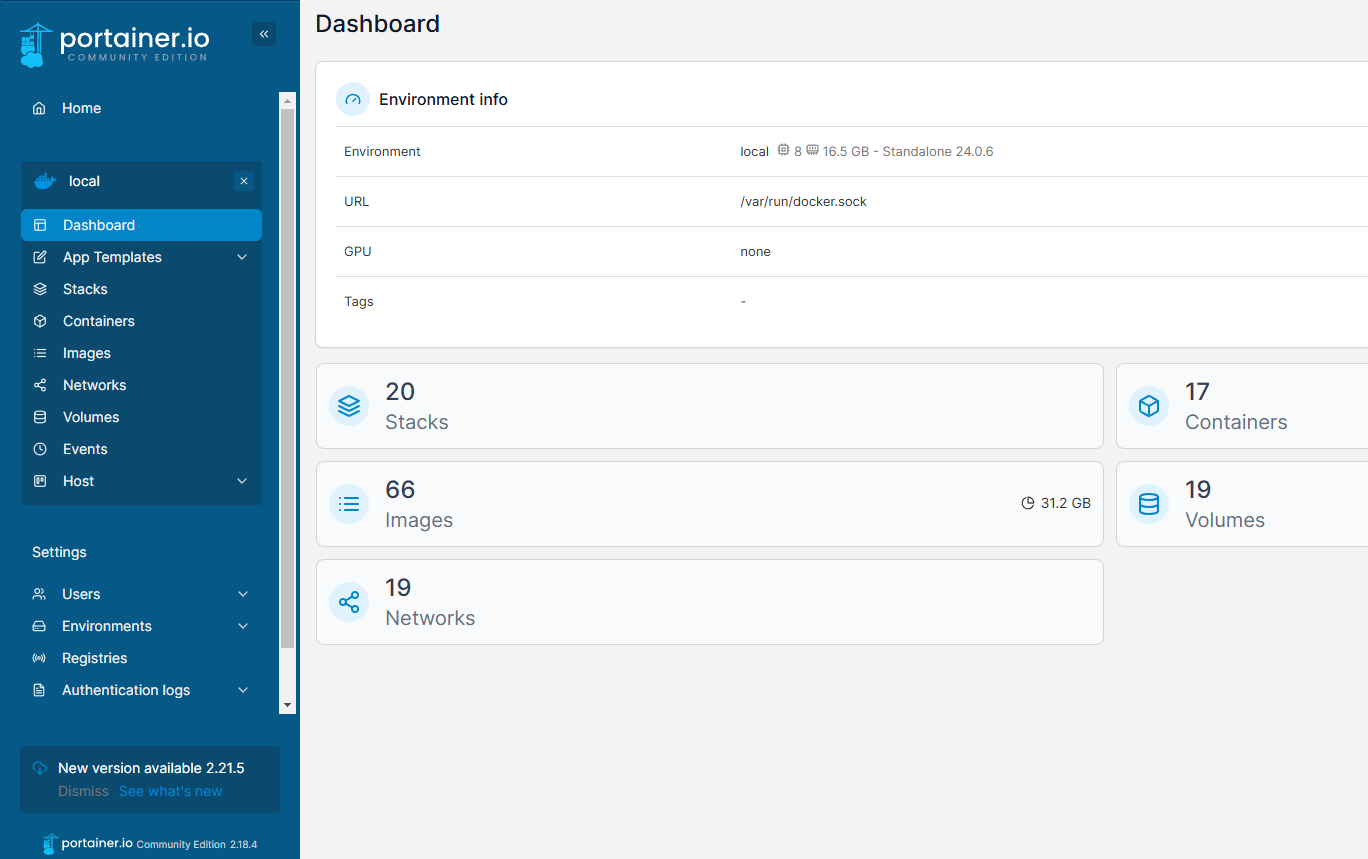 portainer.io
COMMUNITY EDITION
Home
local
Dashboard
App Templates
Stacks
Containers
Images
Networks
Volumes
Events
Host
Settings
Users
Environments
Registries
Authentication logs
New version available 2.21.5
Dismiss See what's new
portainer.io Community Edition 2.18.4
Dashboard
Environment info
Environment local 8 16.5 GB - Standalone 24.0.6
URL /var/run/docker.sock
GPU none
Tags -
20
Stacks
17
Containers
66
Images
31.2 GB
19
Volumes
19
Networks